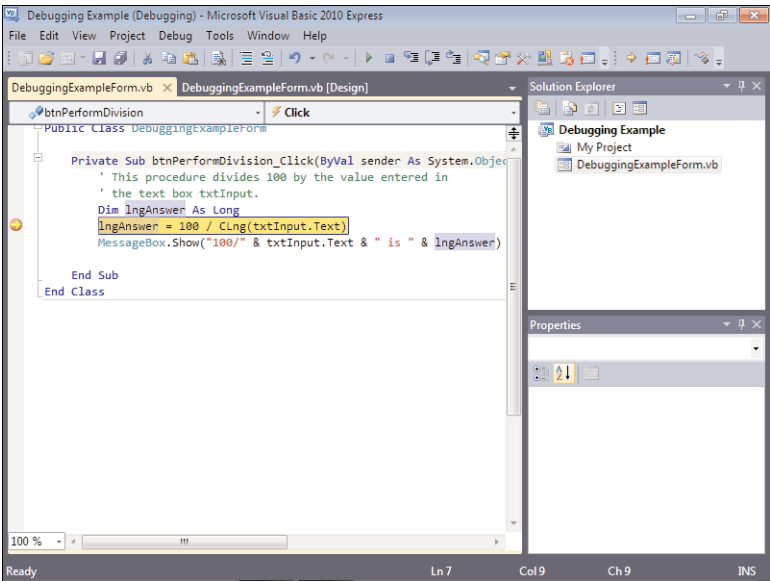 Debugging Example (Debugging) - Microsoft Visual Basic 2010 Express
File Edit View Project Debug Tools Window Help
DebuggingExampleForm.vb DebuggingExampleForm.vb [Design]
btnPerformDivision Click
Public Class DebuggingExampleForm
Private Sub btnPerformDivision_Click(ByVal sender As System.Objec
' This procedure divides 100 by the value entered in
' the text box txtInput.
Dim lngAnswer As Long
lngAnswer = 100 / CLng(txtInput.Text)
MessageBox.Show("100/" & txtInput.Text & " is " & lngAnswer)
End Sub
End Class
100 %
Solution Explorer
Debugging Example
My Project
DebuggingExampleForm.vb
Properties
Ready Ln 7 Col 9 Ch 9 INS